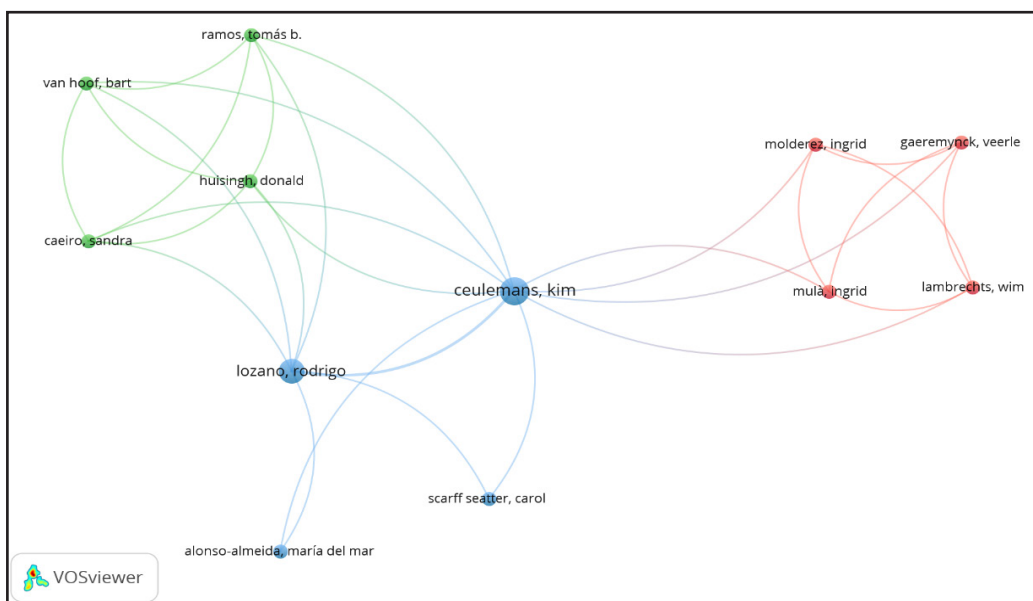 ramos, tomás b.
van hoof, bart
molderez, ingrid
gaeremynck, veerle
huisingh, donald
caeiro, sandra
ceulemans, kim
mulà, ingrid
lambrechts, wim
lozano, rodrigo
scarff seatter, carol
alonso-almeida, maría del mar
VOSviewer